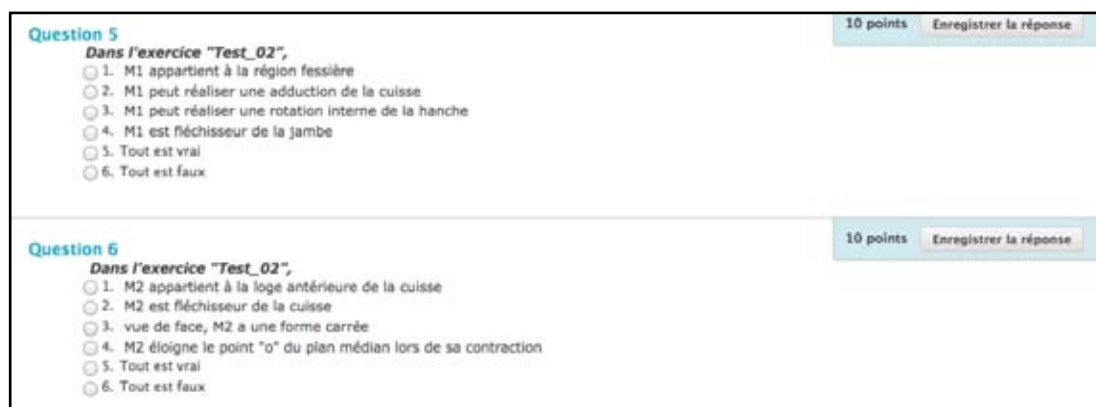 10 points Enregistrer la réponse
Question 5
Dans l'exercice "Test_02",
1. M1 appartient à la région fessière
2. M1 peut réaliser une adduction de la cuisse
3. M1 peut réaliser une rotation interne de la hanche
4. M1 est fléchisseur de la jambe
5. Tout est vrai
6. Tout est faux
10 points Enregistrer la réponse
Question 6
Dans l'exercice "Test_02",
1. M2 appartient à la loge antérieure de la cuisse
2. M2 est fléchisseur de la cuisse
3. vue de face, M2 a une forme carrée
4. M2 éloigne le point "o" du plan médian lors de sa contraction
5. Tout est vrai
6. Tout est faux